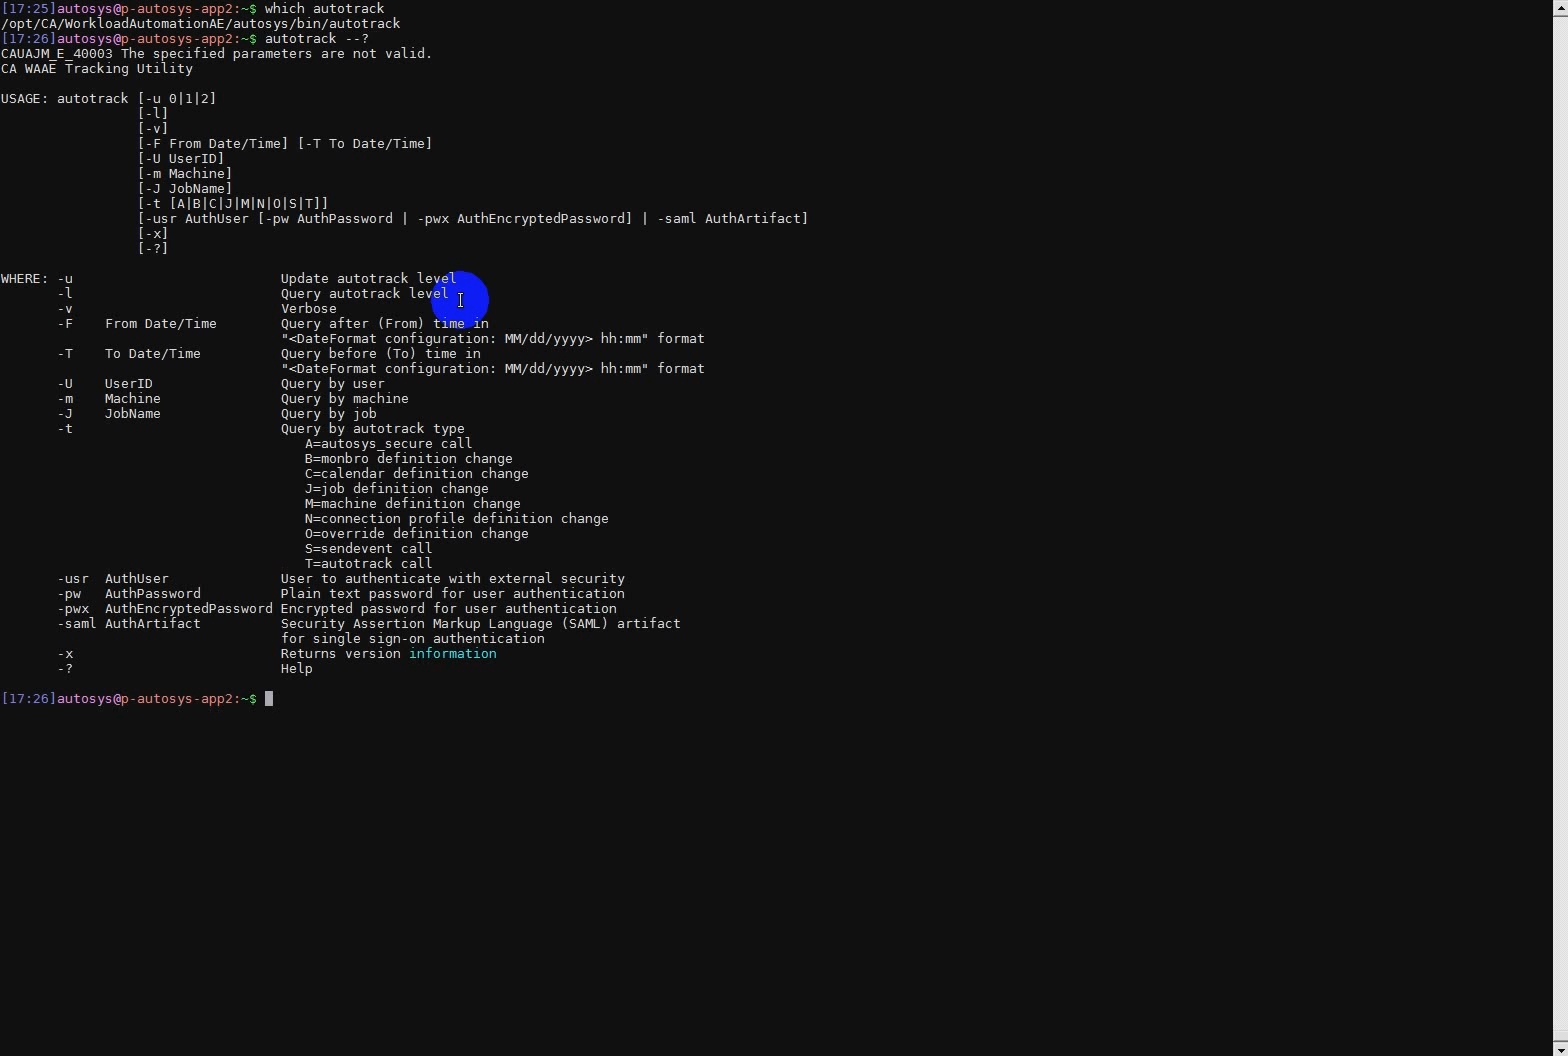 [17:25]autosys@p-autosys-app2:~$ which autotrack
/opt/CA/WorkloadAutomationAE/autosys/bin/autotrack
[17:26]autosys@p-autosys-app2:~$ autotrack --?
CAUAJM_E_40003 The specified parameters are not valid.
CA WAAE Tracking Utility

USAGE: autotrack [-u 0|1|2]
                 [-l]
                 [-v]
                 [-F From Date/Time] [-T To Date/Time]
                 [-U UserID]
                 [-m Machine]
                 [-J JobName]
                 [-t [A|B|C|J|M|N|O|S|T]]
                 [-usr AuthUser [-pw AuthPassword | -pwx AuthEncryptedPassword] | -saml AuthArtifact]
                 [-x]
                 [-?]

WHERE: -u                          Update autotrack level
       -l                          Query autotrack level
       -v                          Verbose
       -F    From Date/Time        Query after (From) time in
                                   "<DateFormat configuration: MM/dd/yyyy> hh:mm" format
       -T    To Date/Time          Query before (To) time in
                                   "<DateFormat configuration: MM/dd/yyyy> hh:mm" format
       -U    UserID                Query by user
       -m    Machine               Query by machine
       -J    JobName               Query by job
       -t                          Query by autotrack type
                                      A=autosys_secure call
                                      B=monbro definition change
                                      C=calendar definition change
                                      J=job definition change
                                      M=machine definition change
                                      N=connection profile definition change
                                      O=override definition change
                                      S=sendevent call
                                      T=autotrack call
       -usr  AuthUser              User to authenticate with external security
       -pw   AuthPassword          Plain text password for user authentication
       -pwx  AuthEncryptedPassword Encrypted password for user authentication
       -saml AuthArtifact          Security Assertion Markup Language (SAML) artifact
                                   for single sign-on authentication
       -x                          Returns version information
       -?                          Help

[17:26]autosys@p-autosys-app2:~$